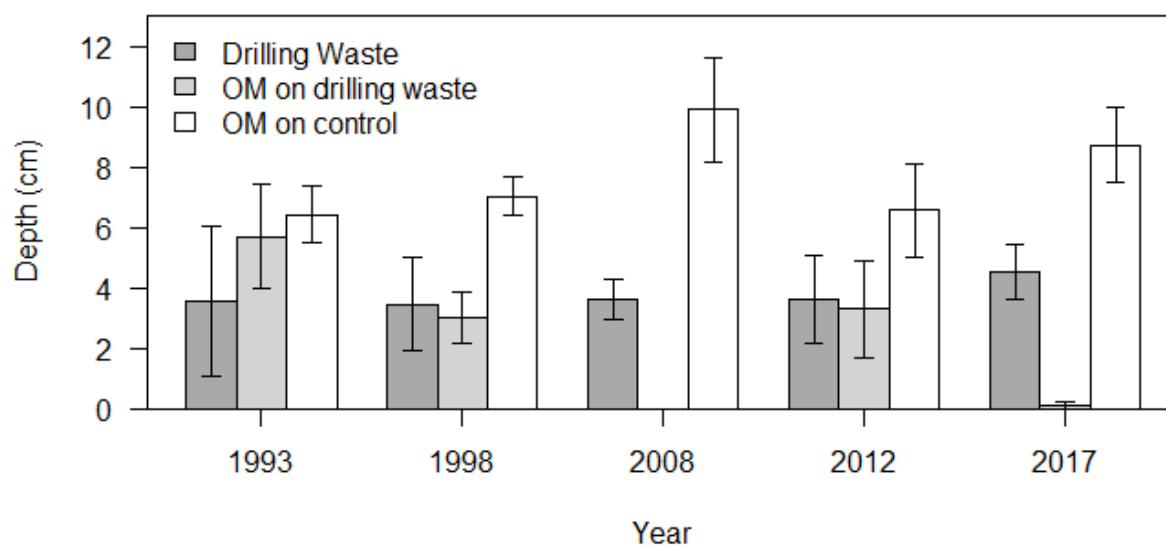 Drilling Waste
OM on drilling waste
OM on control
12
10
8
6
4
2
0
Depth (cm)
1993 1998 2008 2012 2017
Year